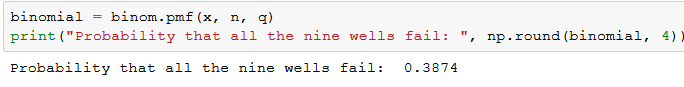 binomial = binom.pmf(x, n, q)
print("Probability that all the nine wells fail: ", np.round(binomial, 4))
Probability that all the nine wells fail:  0.3874